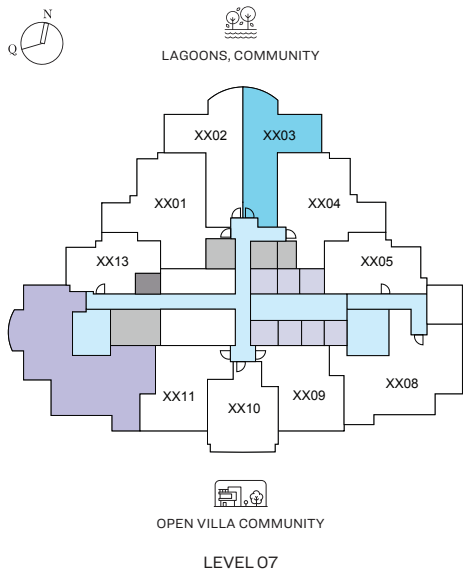 N
Q
LAGOONS, COMMUNITY
XX02
XX03
XX01
XX04
XX13
XX05
XX11
XX10
XX09
XX08
OPEN VILLA COMMUNITY
LEVEL 07